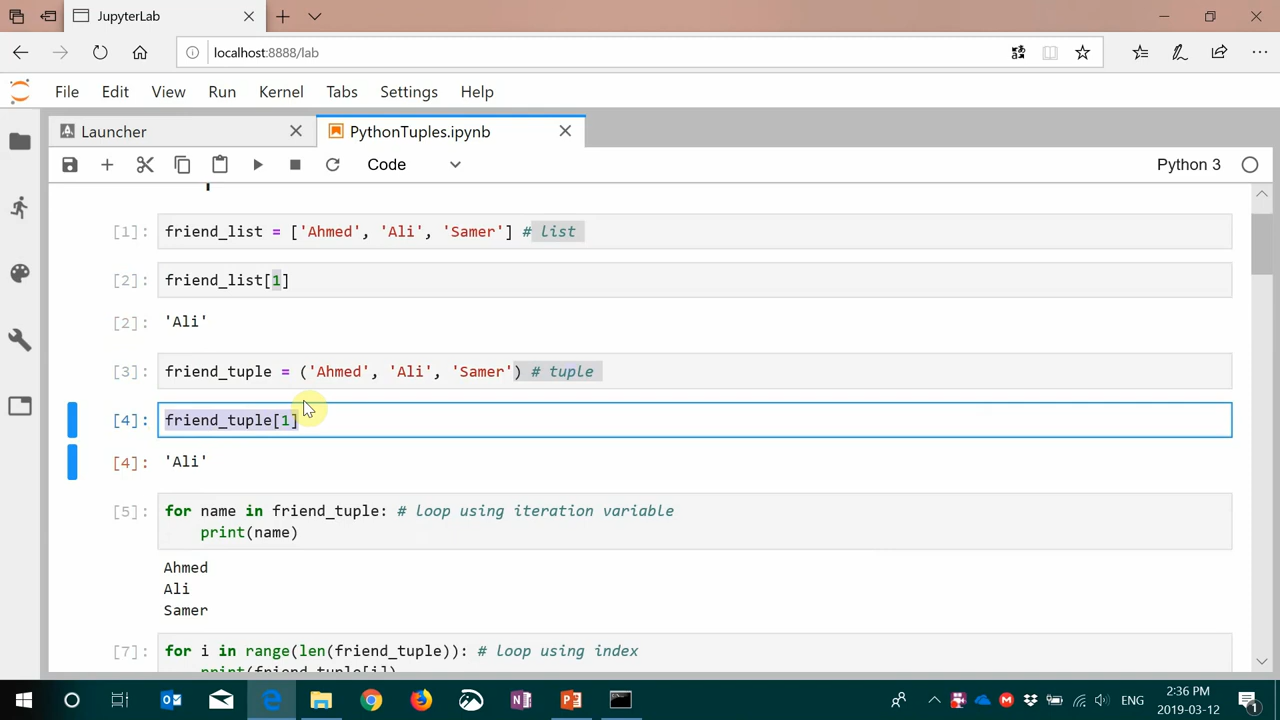 JupyterLab
localhost:8888/lab
File Edit View Run Kernel Tabs Settings Help
Launcher
PythonTuples.ipynb
Code
Python 3
[1]: friend_list = ['Ahmed', 'Ali', 'Samer'] # list
[2]: friend_list[1]
[2]: 'Ali'
[3]: friend_tuple = ('Ahmed', 'Ali', 'Samer') # tuple
[4]: friend_tuple[1]
[4]: 'Ali'
[5]: for name in friend_tuple: # loop using iteration variable
print(name)
Ahmed
Ali
Samer
[7]: for i in range(len(friend_tuple)): # loop using index
print(friend_tuple[i])
ENG
2:36 PM
2019-03-12
1